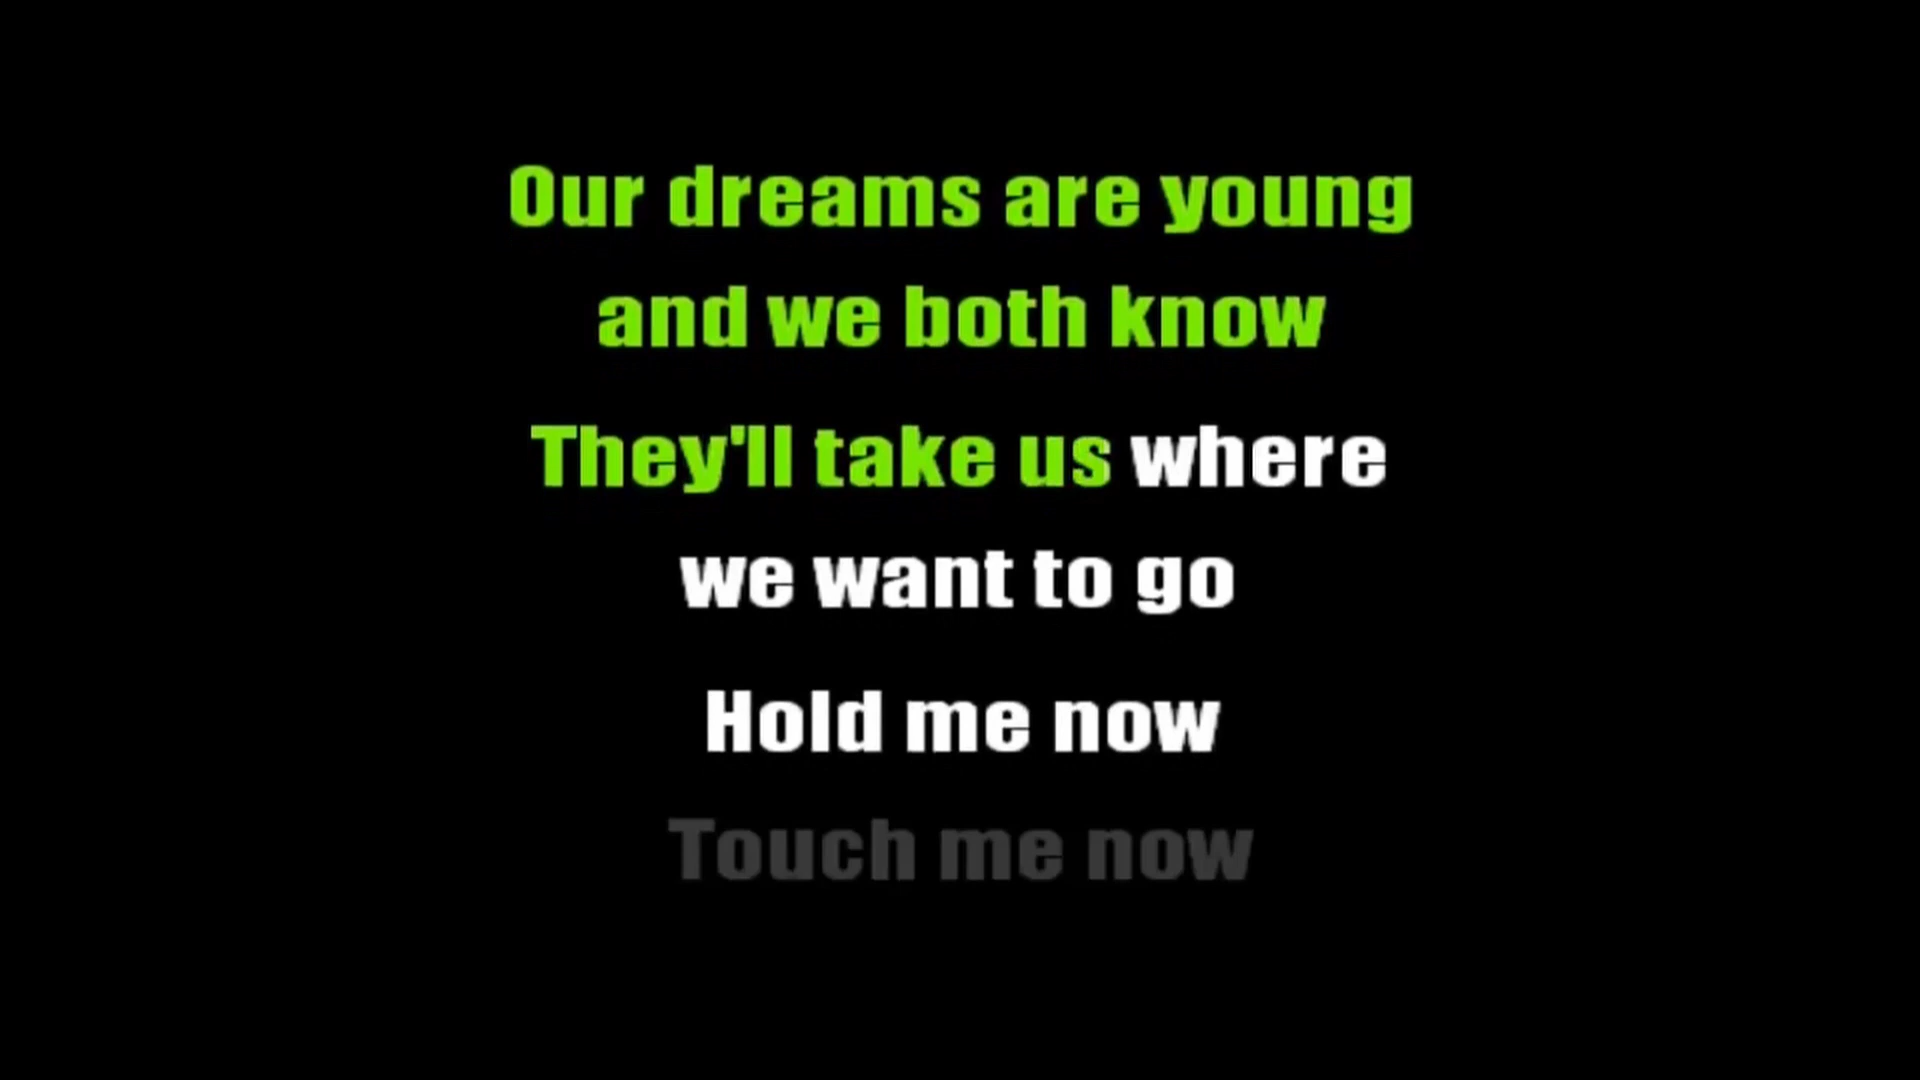 Our dreams are young
and we both know
They'll take us where
we want to go
Hold me now
Touch me now